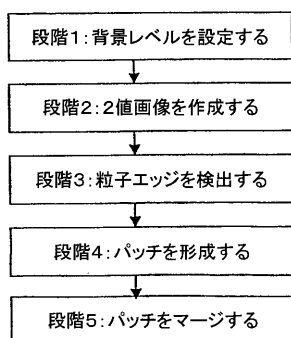 段階1:背景レベルを設定する
段階2:2値画像を作成する
段階3:粒子エッジを検出する
段階4:パッチを形成する
段階5:パッチをマージする